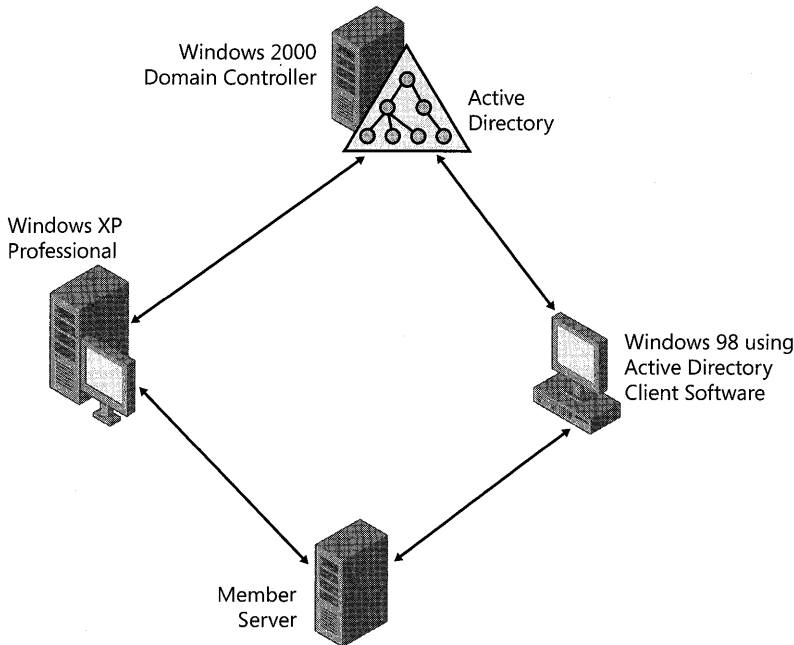 Windows 2000
Domain Controller
Active
Directory
Windows XP
Professional
Windows 98 using
Active Directory
Client Software
Member
Server